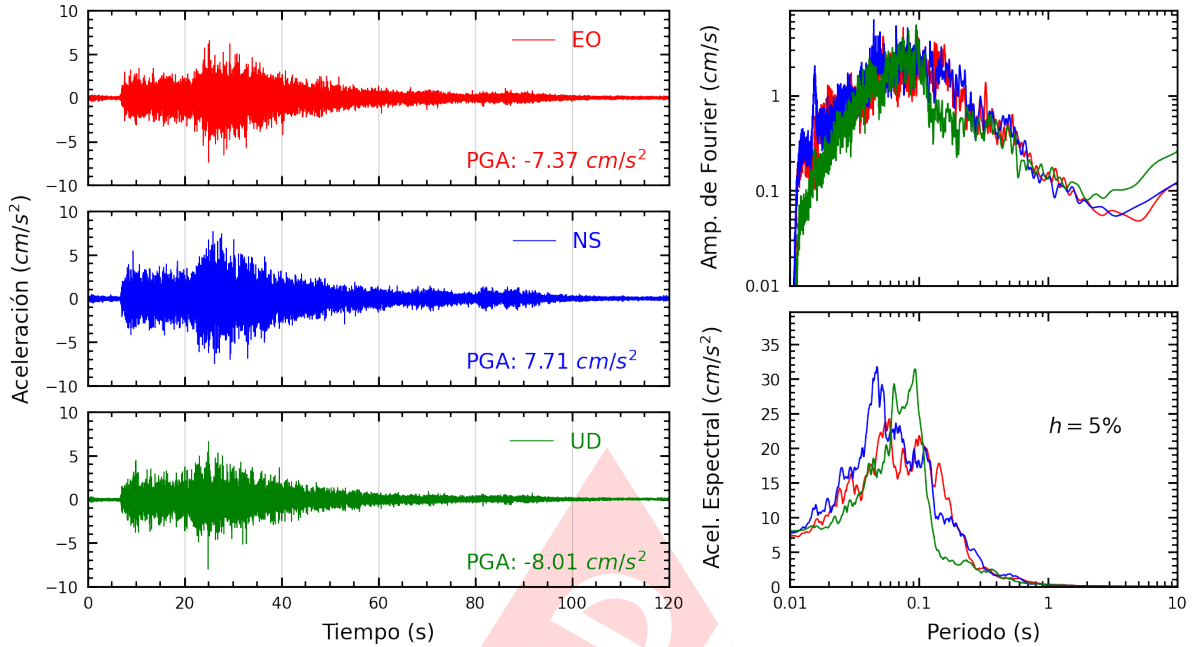 Aceleración (cm/s²)
10
5
0
−5
−10
EO
PGA: -7.37 cm/s²
10
5
0
−5
−10
NS
PGA: 7.71 cm/s²
10
5
0
−5
−10
UD
PGA: -8.01 cm/s²
0 20 40 60 80 100 120
Tiempo (s)
Amp. de Fourier (cm/s)
1
0.1
0.01
Acel. Espectral (cm/s²)
35
30
25
20
15
10
5
0
h = 5%
0.01 0.1 1 10
Periodo (s)